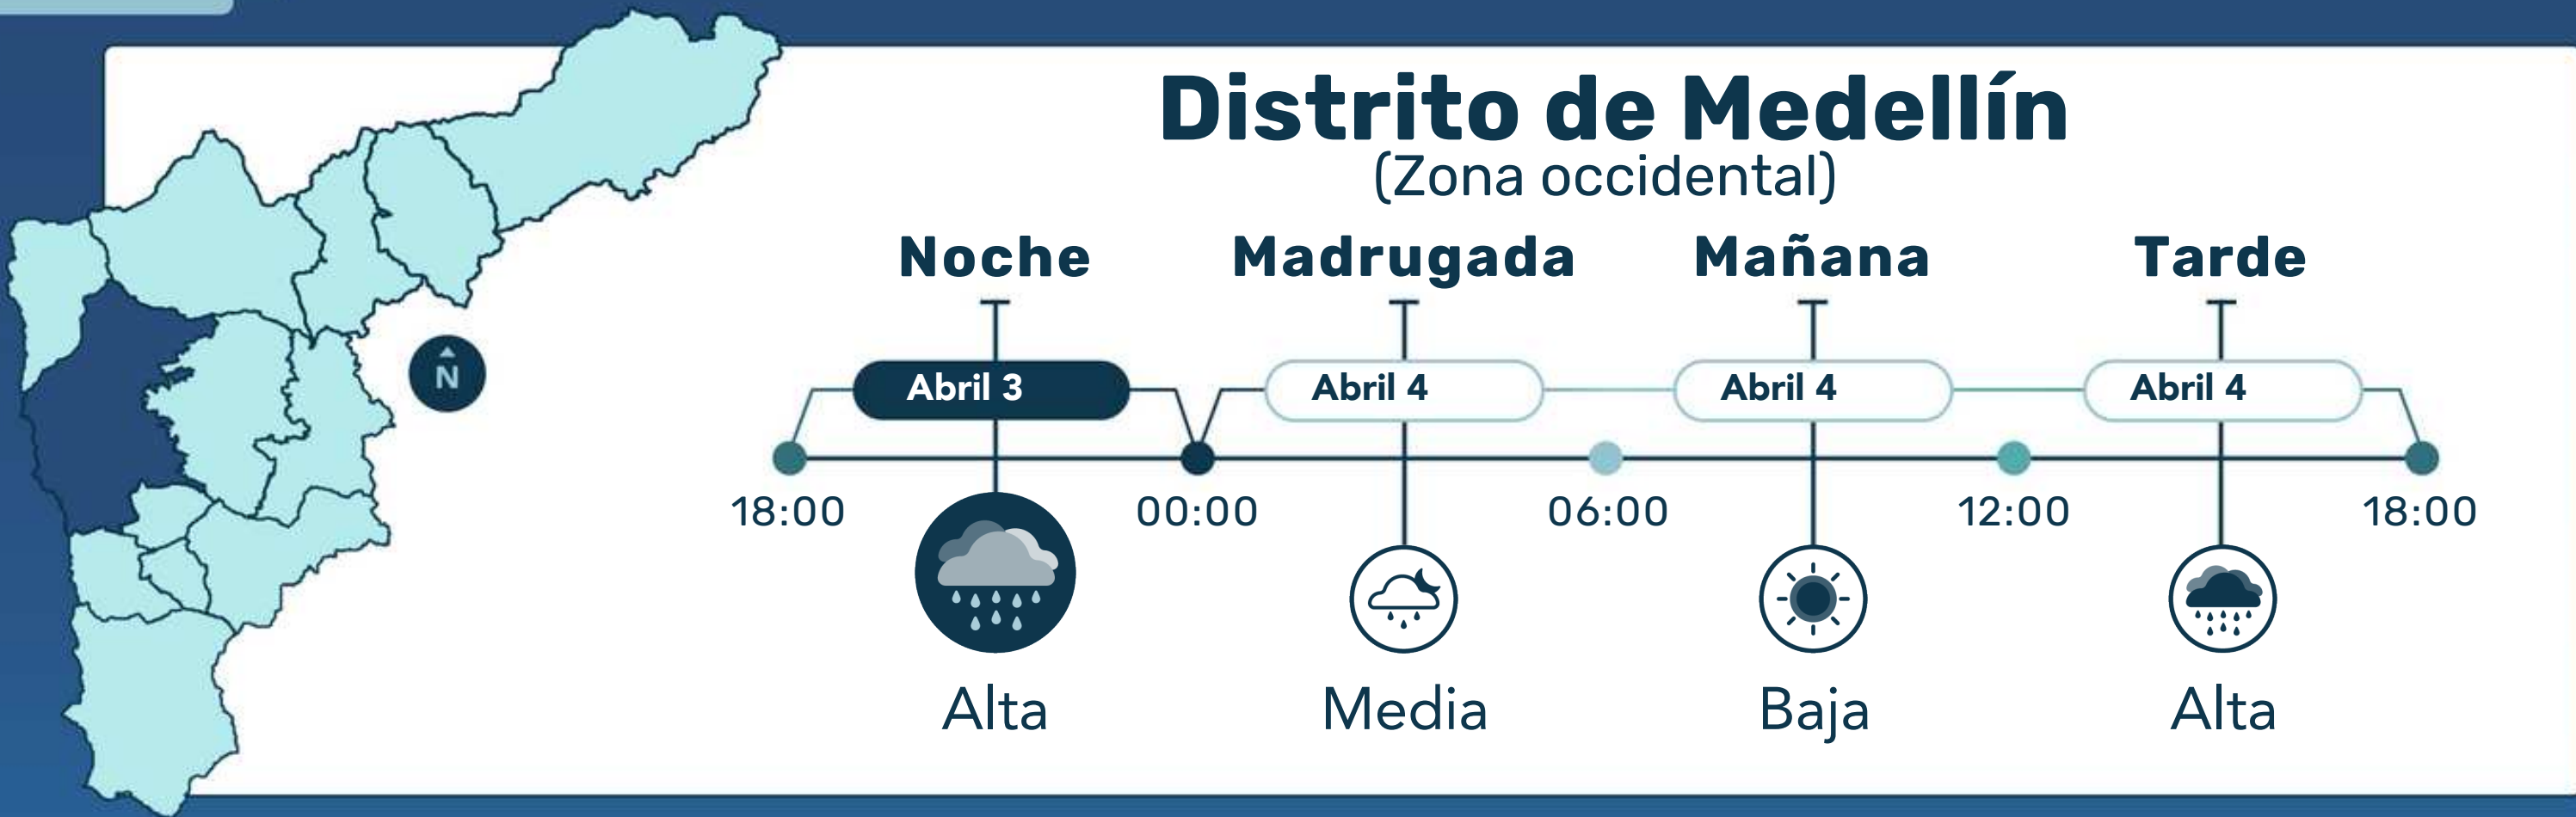 Distrito de Medellín
(Zona occidental)
Noche Madrugada Mañana Tarde
Abril 3 Abril 4 Abril 4 Abril 4
N
18:00 00:00 06:00 12:00 18:00
Alta Media Baja Alta